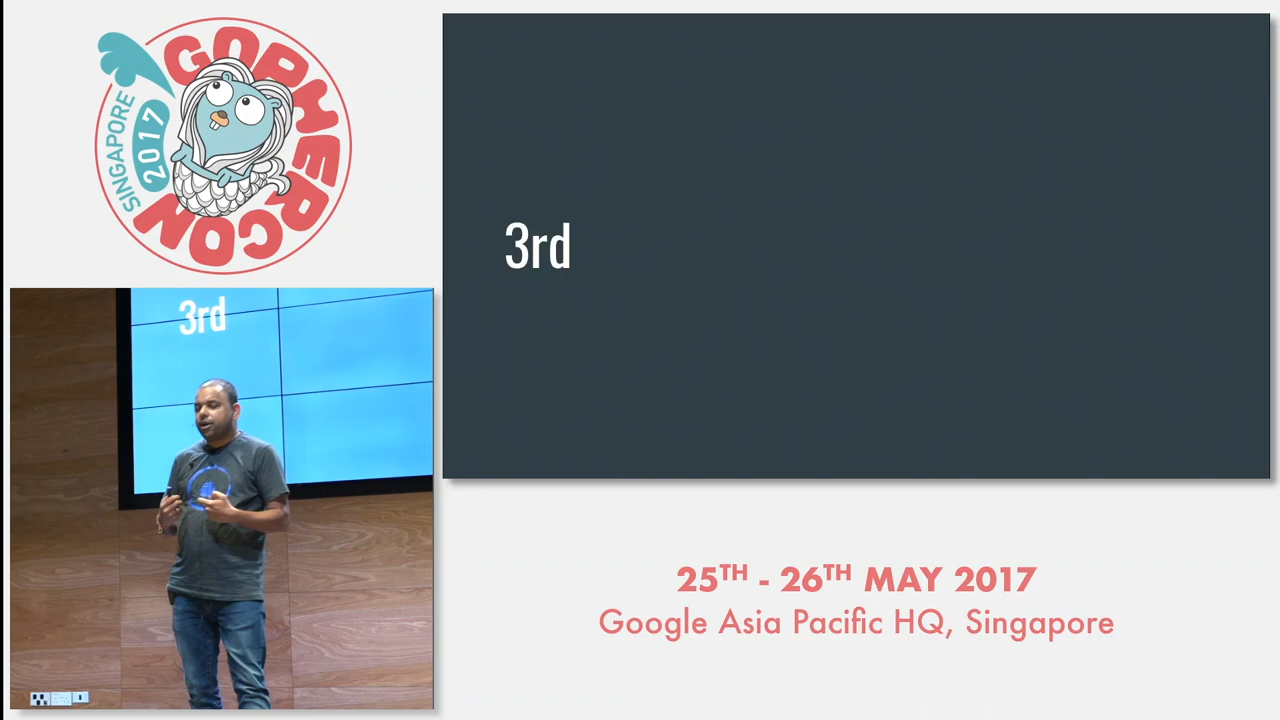 GOPHERCON
SINGAPORE
2017
3rd
3rd
25TH - 26TH MAY 2017
Google Asia Pacific HQ, Singapore